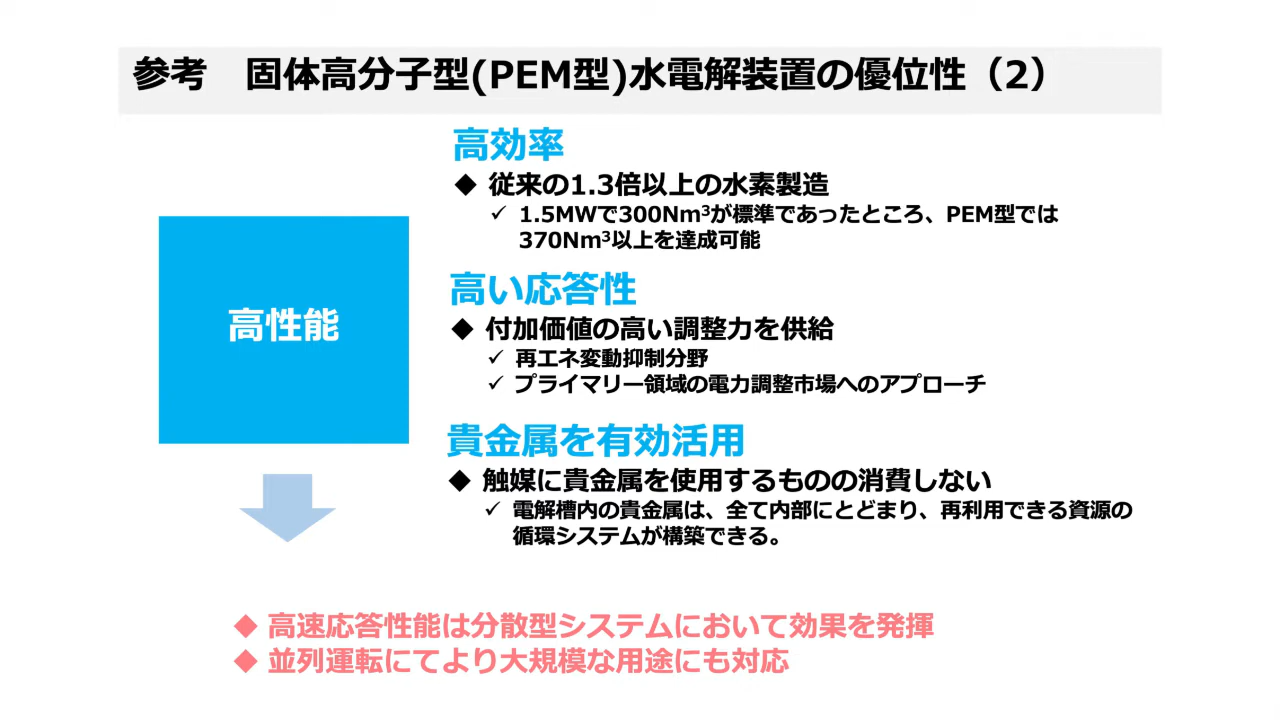 参考　固体高分子型(PEM型)水電解装置の優位性（2）
高効率
◆ 従来の1.3倍以上の水素製造
✓ 1.5MWで300Nm³が標準であったところ、PEM型では
370Nm³以上を達成可能
高い応答性
◆ 付加価値の高い調整力を供給
✓ 再エネ変動抑制分野
✓ プライマリー領域の電力調整市場へのアプローチ
高性能
貴金属を有効活用
◆ 触媒に貴金属を使用するものの消費しない
✓ 電解槽内の貴金属は、全て内部にとどまり、再利用できる資源の
循環システムが構築できる。
◆ 高速応答性能は分散型システムにおいて効果を発揮
◆ 並列運転にてより大規模な用途にも対応